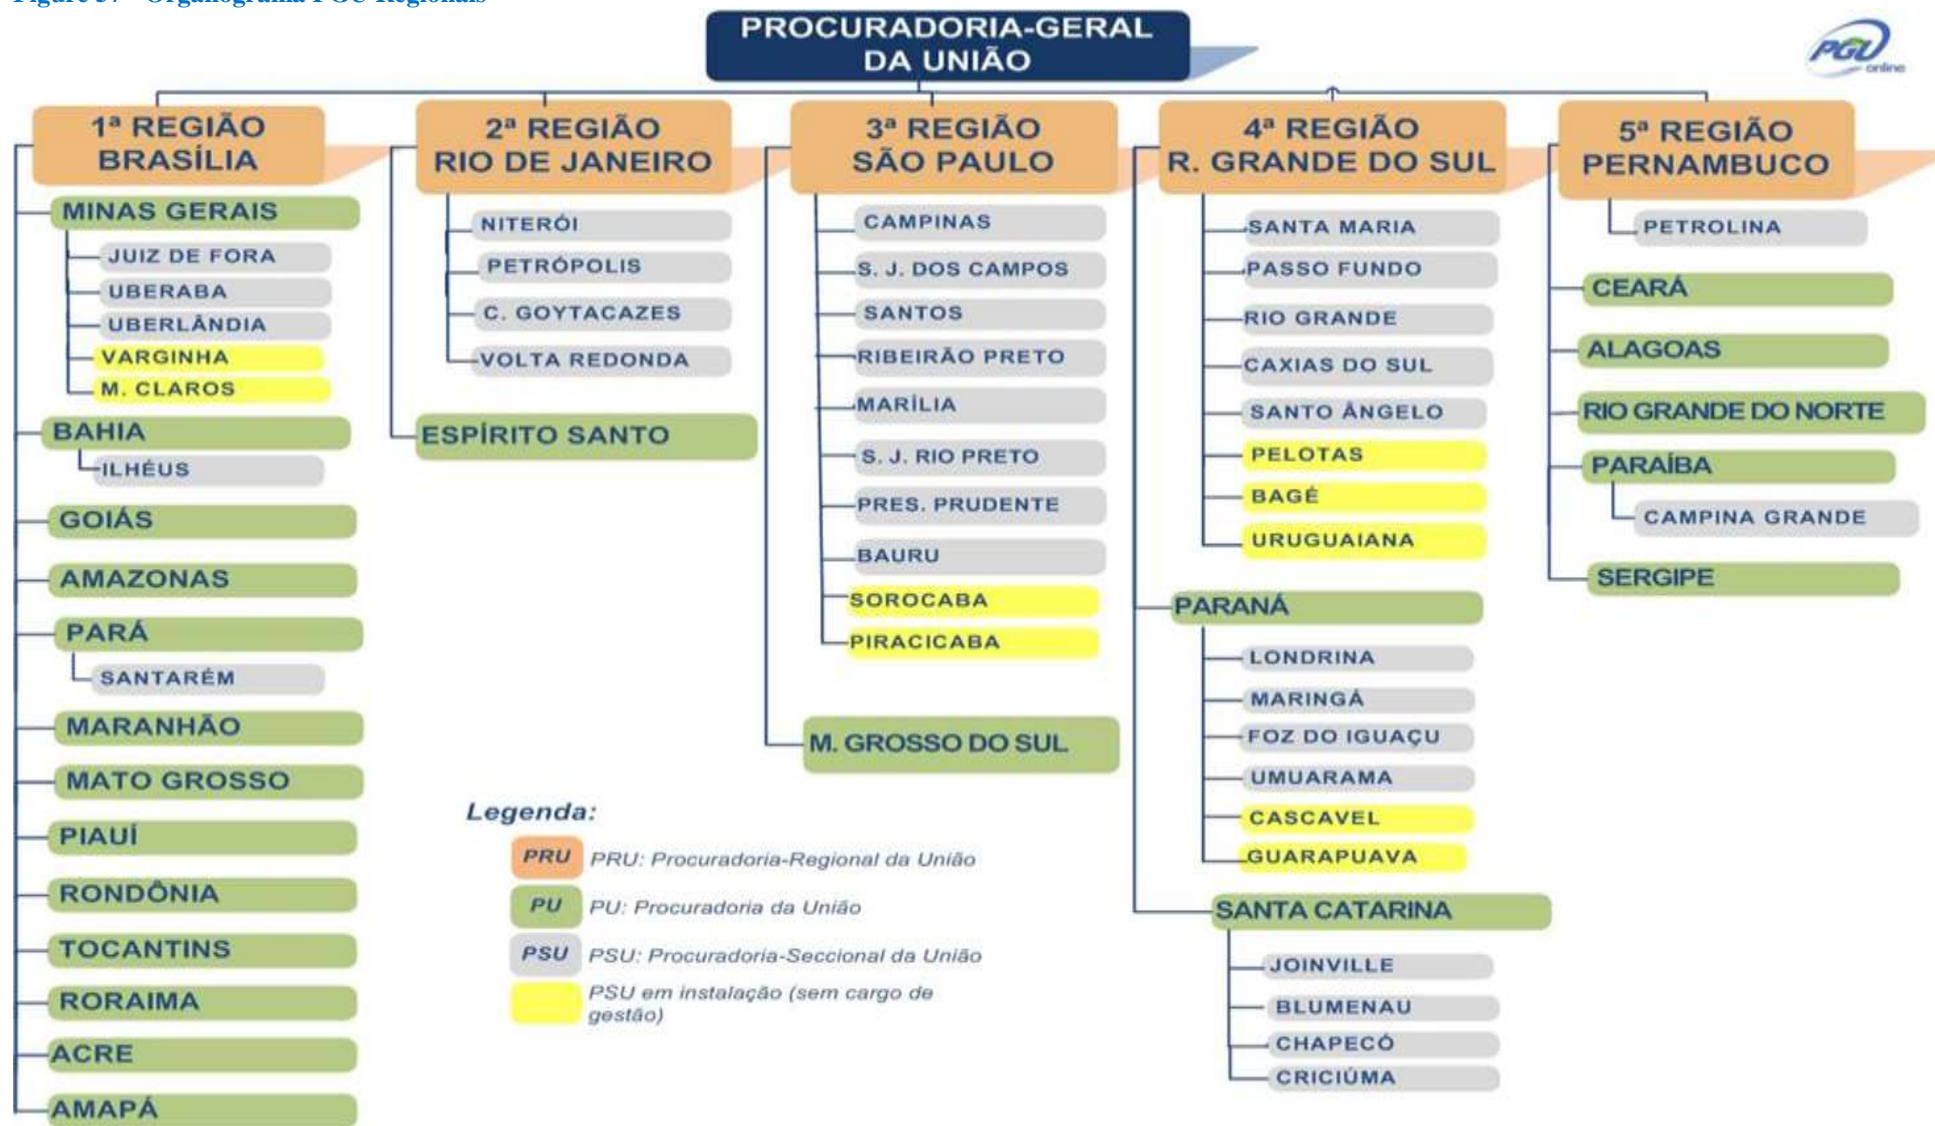 PROCURADORIA-GERAL
DA UNIÃO
PGU
online
1ª REGIÃO
BRASÍLIA
MINAS GERAIS
JUIZ DE FORA
UBERABA
UBERLÂNDIA
VARGINHA
M. CLAROS
BAHIA
ILHÉUS
GOIÁS
AMAZONAS
PARÁ
SANTARÉM
MARANHÃO
MATO GROSSO
PIAUÍ
RONDÔNIA
TOCANTINS
RORAIMA
ACRE
AMAPÁ
2ª REGIÃO
RIO DE JANEIRO
NITERÓI
PETRÓPOLIS
C. GOYTACAZES
VOLTA REDONDA
ESPÍRITO SANTO
3ª REGIÃO
SÃO PAULO
CAMPINAS
S. J. DOS CAMPOS
SANTOS
RIBEIRÃO PRETO
MARÍLIA
S. J. RIO PRETO
PRES. PRUDENTE
BAURU
SOROCABA
PIRACICABA
M. GROSSO DO SUL
4ª REGIÃO
R. GRANDE DO SUL
SANTA MARIA
PASSO FUNDO
RIO GRANDE
CAXIAS DO SUL
SANTO ÂNGELO
PELOTAS
BAGÉ
URUGUAIANA
PARANÁ
LONDRINA
MARINGÁ
FOZ DO IGUAÇU
UMUARAMA
CASCAVEL
GUARAPUAVA
SANTA CATARINA
JOINVILLE
BLUMENAU
CHAPECÓ
CRICIÚMA
5ª REGIÃO
PERNAMBUCO
PETROLINA
CEARÁ
ALAGOAS
RIO GRANDE DO NORTE
PARAÍBA
CAMPINA GRANDE
SERGIPE
Legenda:
PRU PRU: Procuradoria-Regional da União
PU PU: Procuradoria da União
PSU PSU: Procuradoria-Seccional da União
PSU em instalação (sem cargo de
gestão)